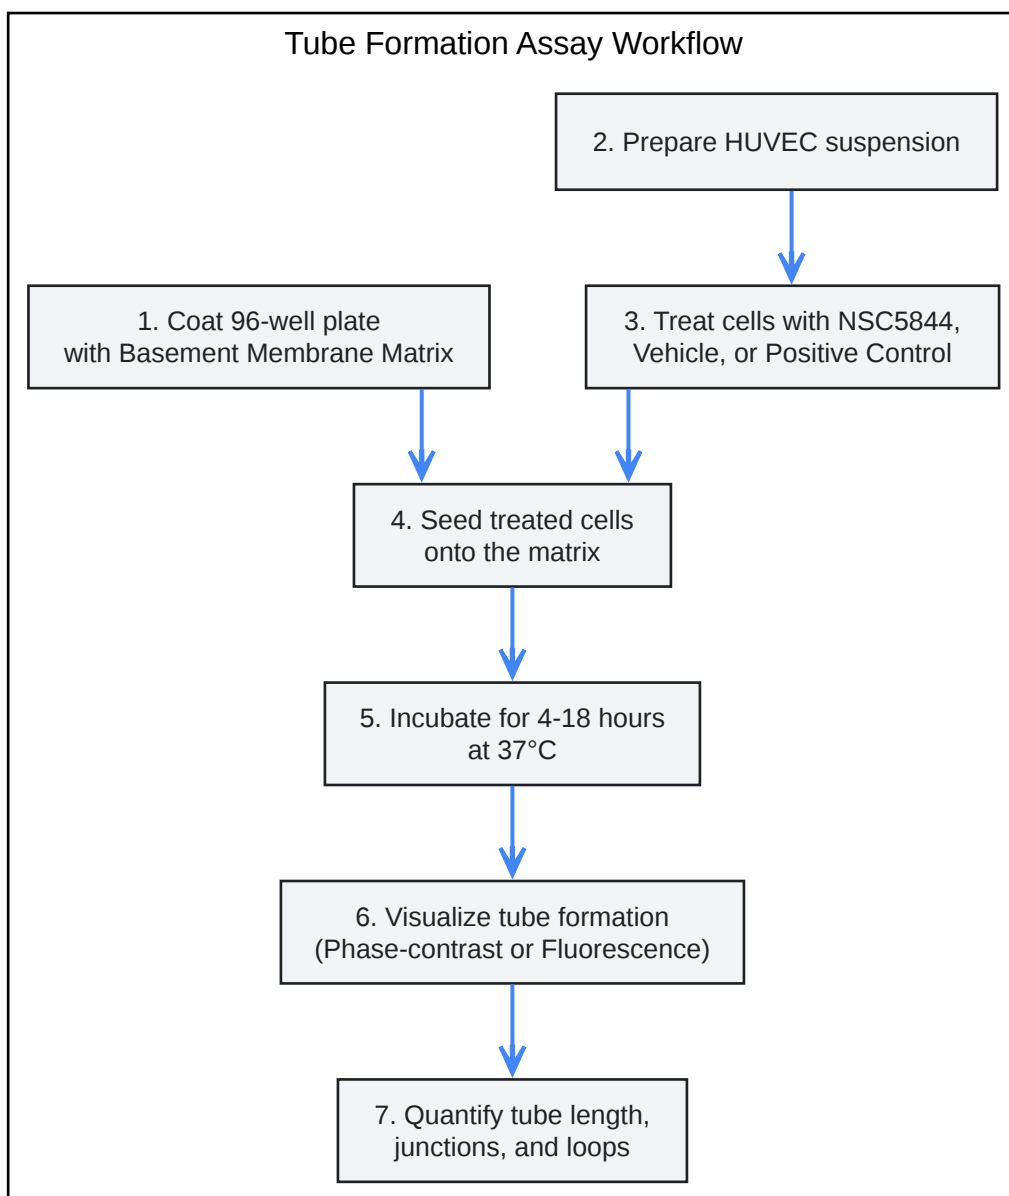 Tube Formation Assay Workflow
2. Prepare HUVEC suspension
1. Coat 96-well plate
with Basement Membrane Matrix
3. Treat cells with NSC5844,
Vehicle, or Positive Control
4. Seed treated cells
onto the matrix
5. Incubate for 4-18 hours
at 37°C
6. Visualize tube formation
(Phase-contrast or Fluorescence)
7. Quantify tube length,
junctions, and loops